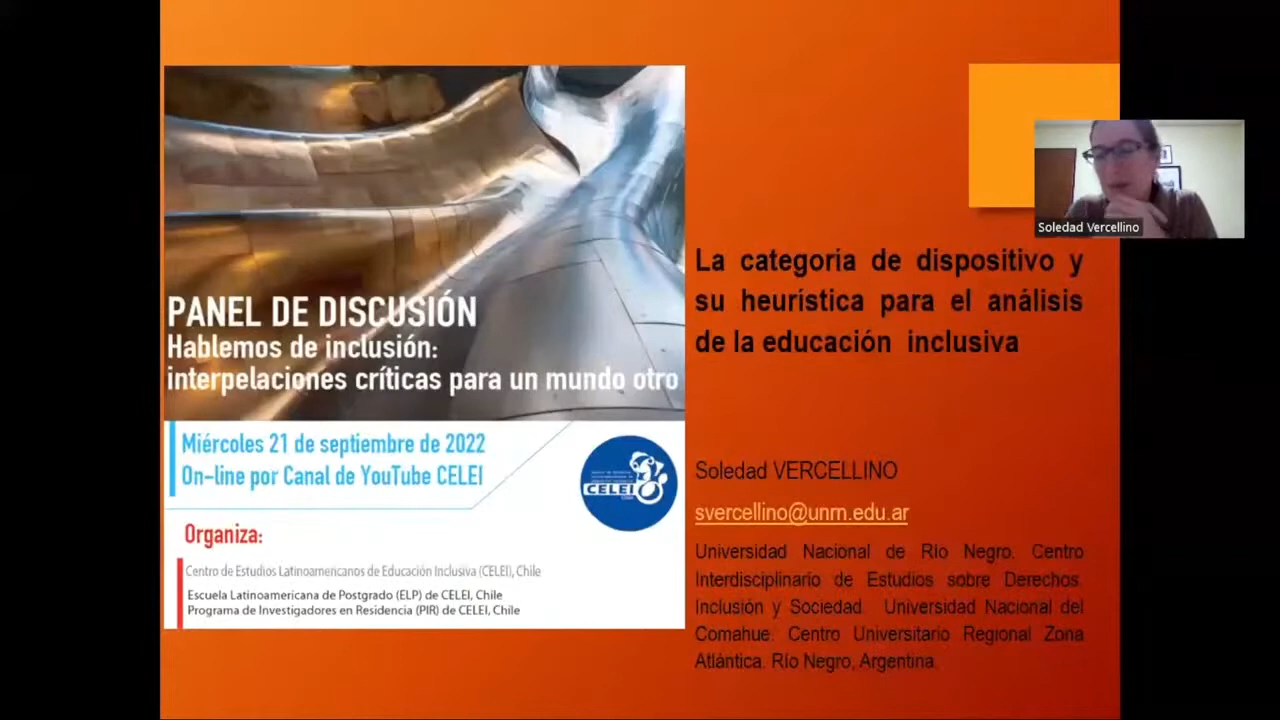 PANEL DE DISCUSIÓN
Hablemos de inclusión:
interpelaciones críticas para un mundo otro
Miércoles 21 de septiembre de 2022
On-line por Canal de YouTube CELEI
CELEI
Organiza:
Centro de Estudios Latinoamericanos de Educación Inclusiva (CELEI), Chile
Escuela Latinoamericana de Postgrado (ELP) de CELEI, Chile
Programa de Investigadores en Residencia (PIR) de CELEI, Chile
Soledad Vercellino
La categoria de dispositivo y
su heurística para el análisis
de la educación inclusiva
Soledad VERCELLINO
svercellino@unrn.edu.ar
Universidad Nacional de Río Negro. Centro
Interdisciplinario de Estudios sobre Derechos.
Inclusión y Sociedad. Universidad Nacional del
Comahue. Centro Universitario Regional Zona
Atlántica. Río Negro, Argentina.